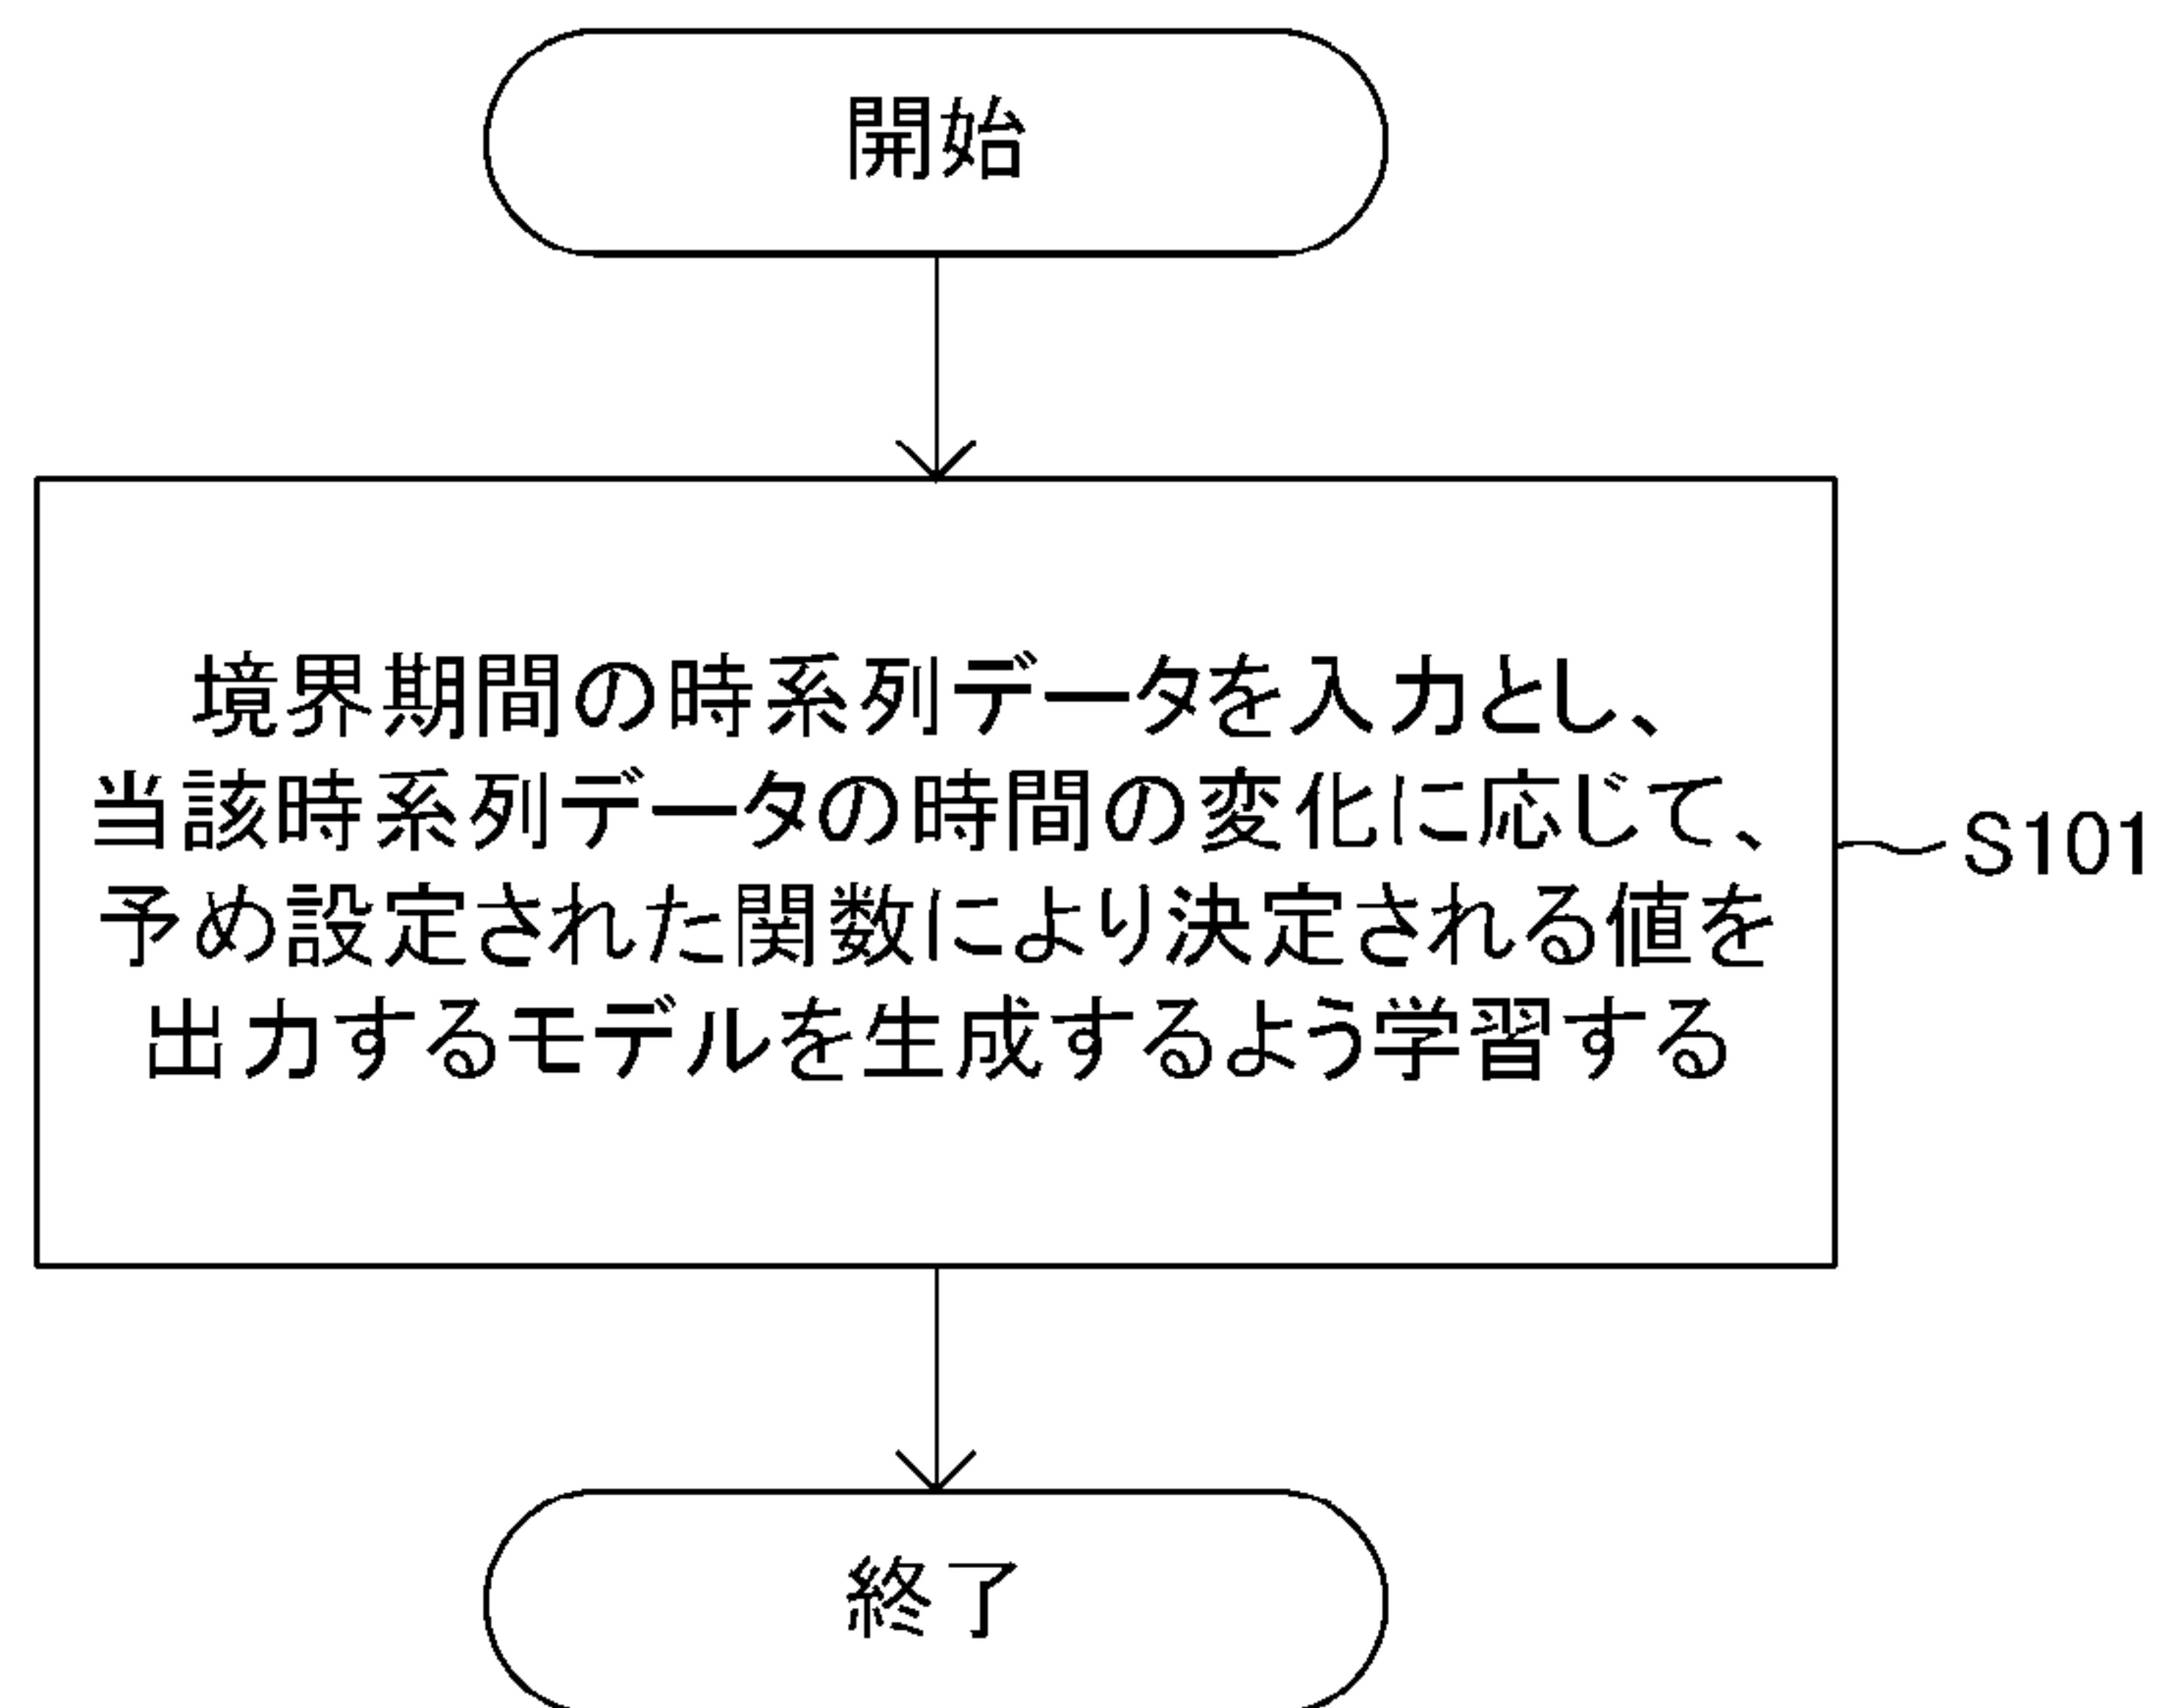 開始
境界期間の時系列データを入力とし、
当該時系列データの時間の変化に応じて、
予め設定された関数により決定される値を
出力するモデルを生成するよう学習する
S101
終了